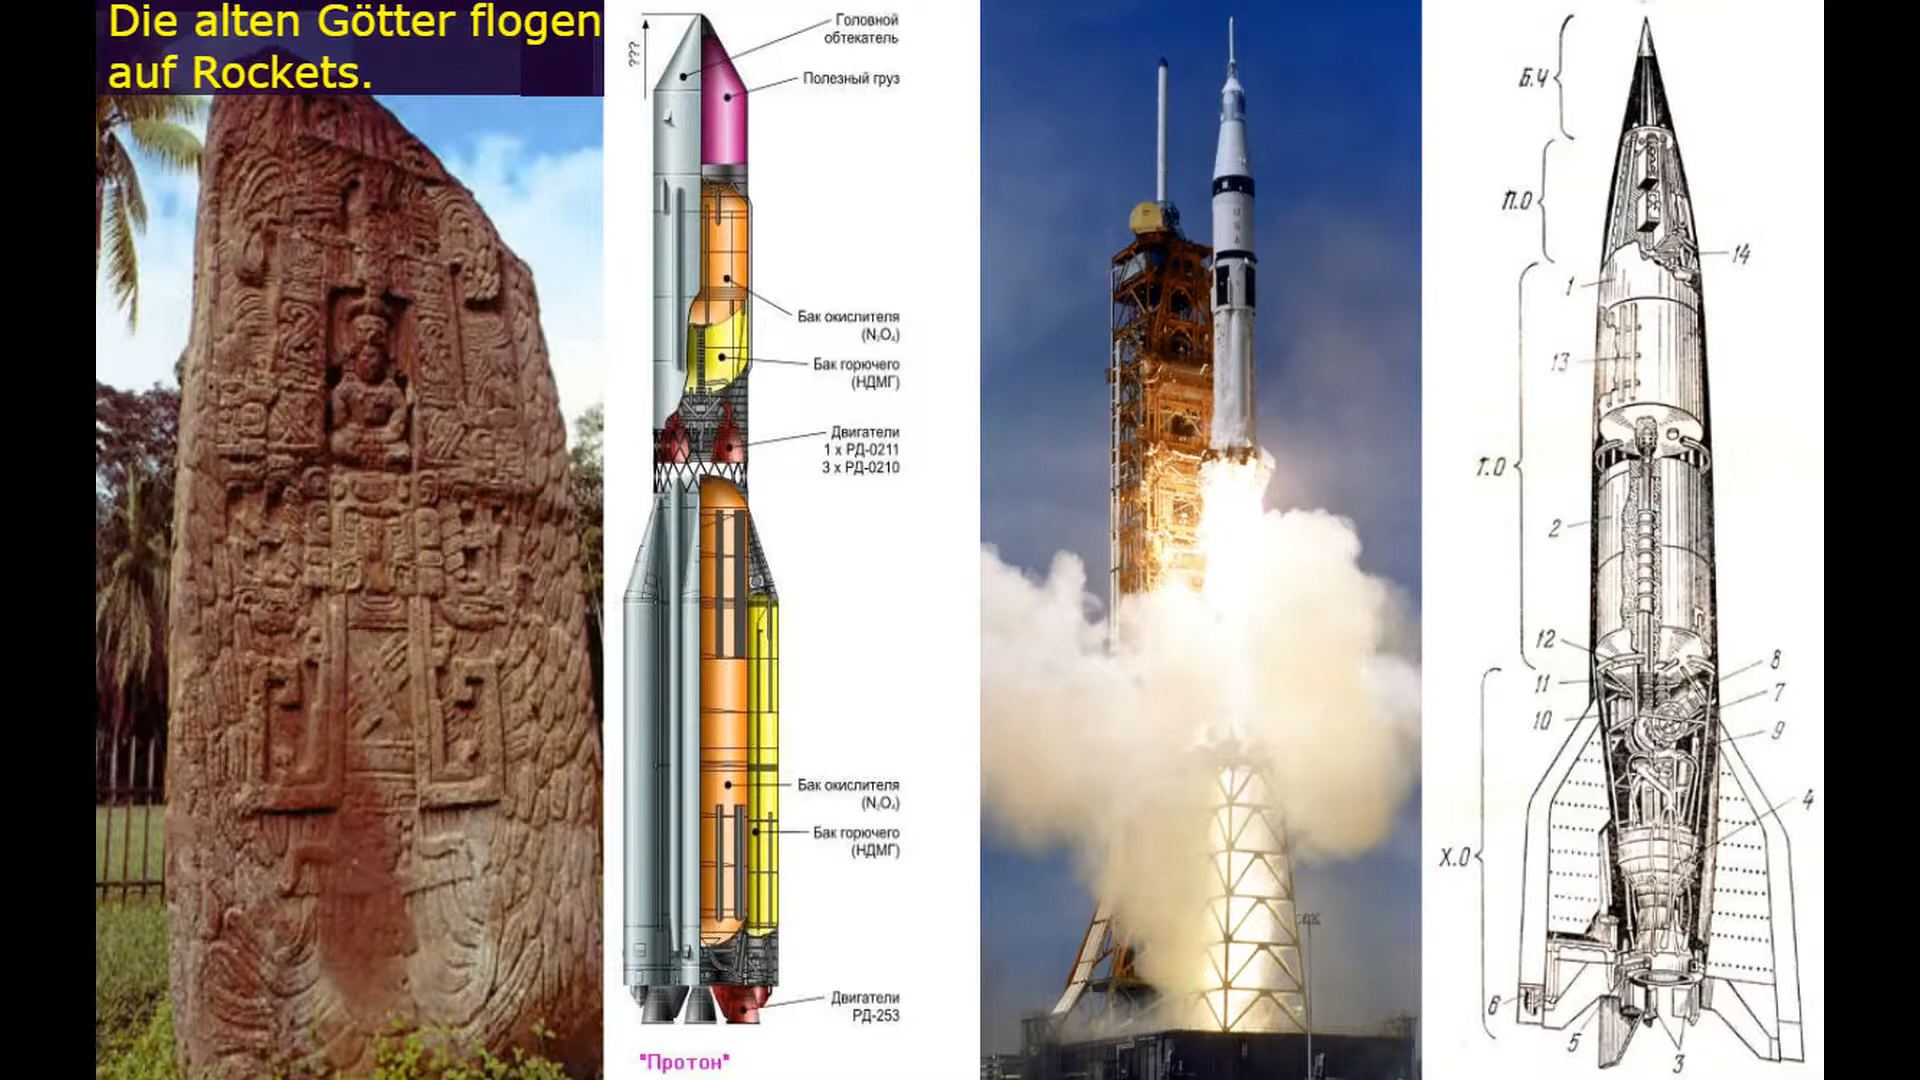 Die alten Götter flogen
auf Rockets.
???
Головной
обтекатель
Полезный груз
Бак окислителя
(N₂O₄)
Бак горючего
(НДМГ)
Двигатели
1 x РД-0211
3 x РД-0210
Бак окислителя
(N₂O₄)
Бак горючего
(НДМГ)
Двигатели
РД-253
"Протон"
USA
Б.Ч
П.О
14
1
13
Т.О
2
12
8
11
7
10
9
4
Х.О
6
5
3